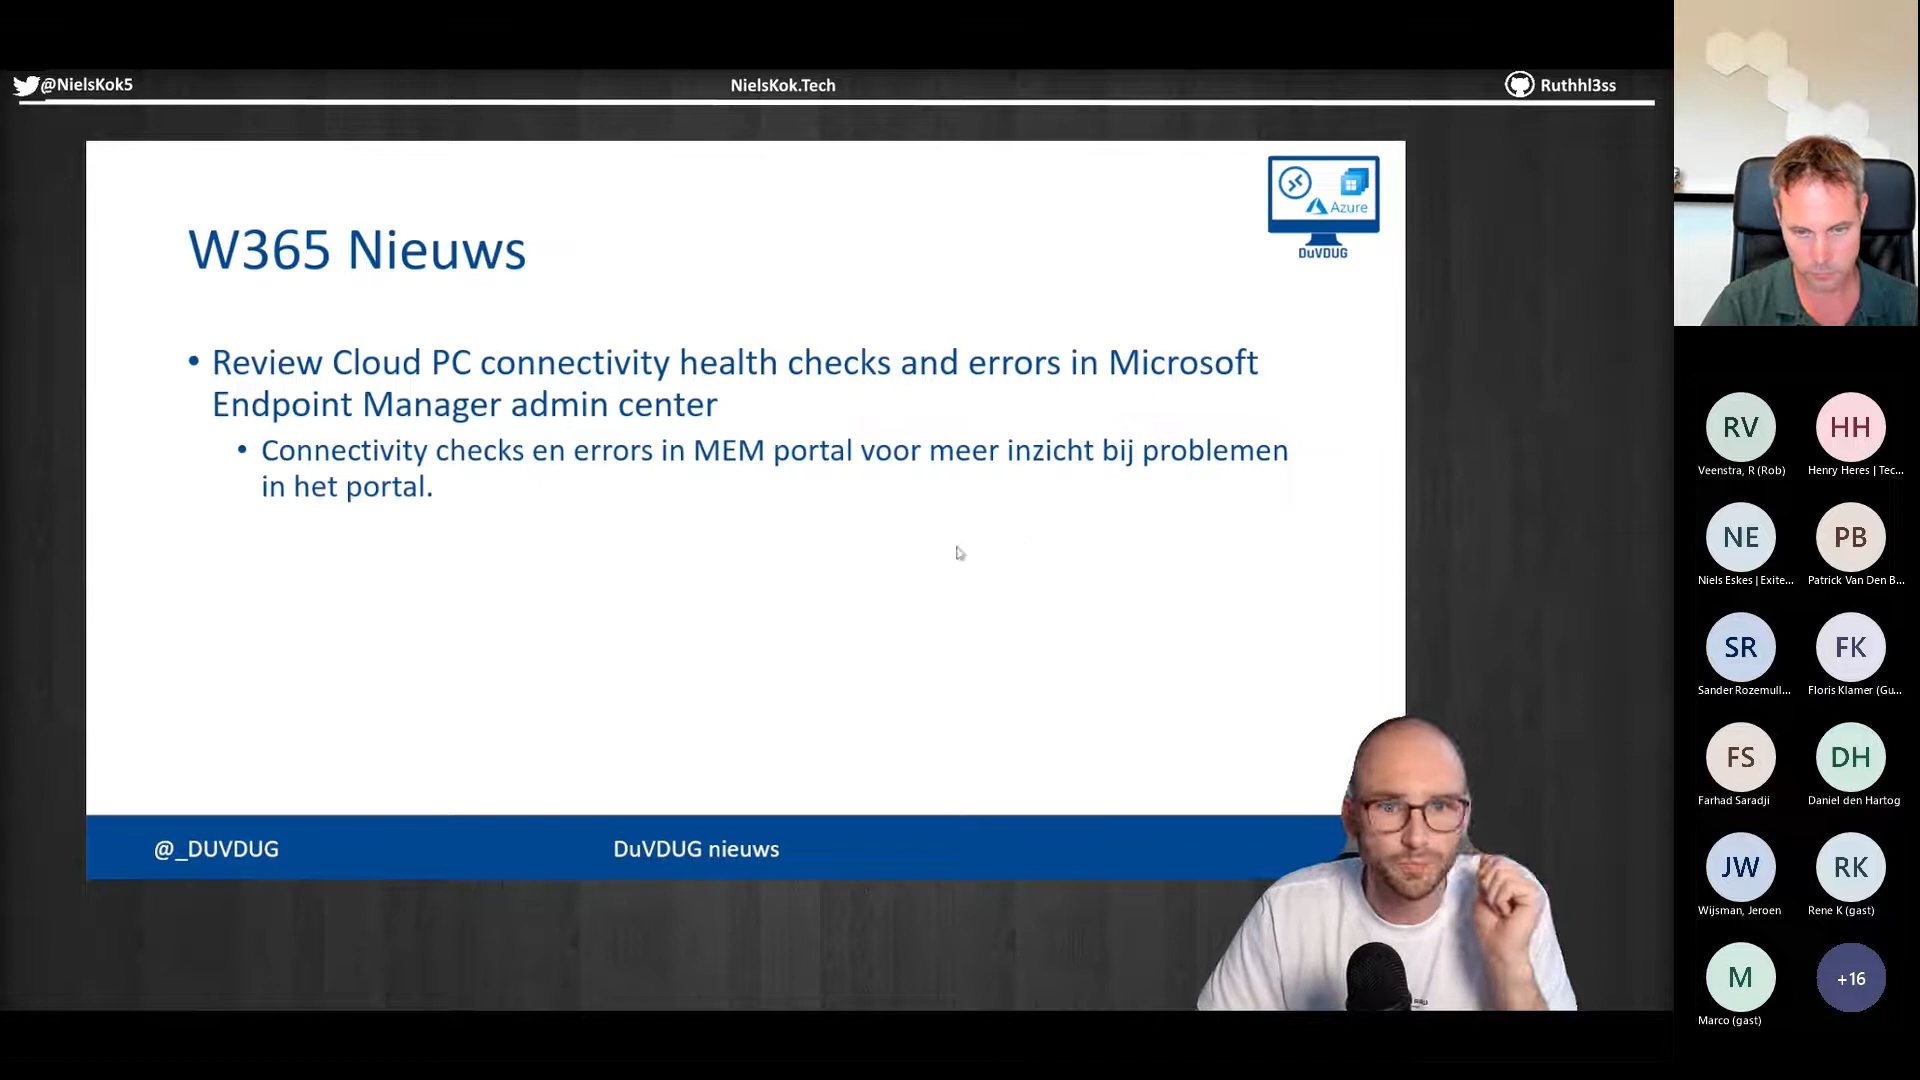 @NielsKok5
NielsKok.Tech
Ruthhl3ss
Azure
DuVDUG
W365 Nieuws
• Review Cloud PC connectivity health checks and errors in Microsoft
Endpoint Manager admin center
• Connectivity checks en errors in MEM portal voor meer inzicht bij problemen
in het portal.
@_DUVDUG
DuVDUG nieuws
RV
HH
Veenstra, R (Rob)
Henry Heres | Tec...
NE
PB
Niels Eskes | Exite...
Patrick Van Den B...
SR
FK
Sander Rozemull...
Floris Klamer (Gu...
FS
DH
Farhad Saradji
Daniel den Hartog
JW
RK
Wijsman, Jeroen
Rene K (gast)
M
+16
Marco (gast)